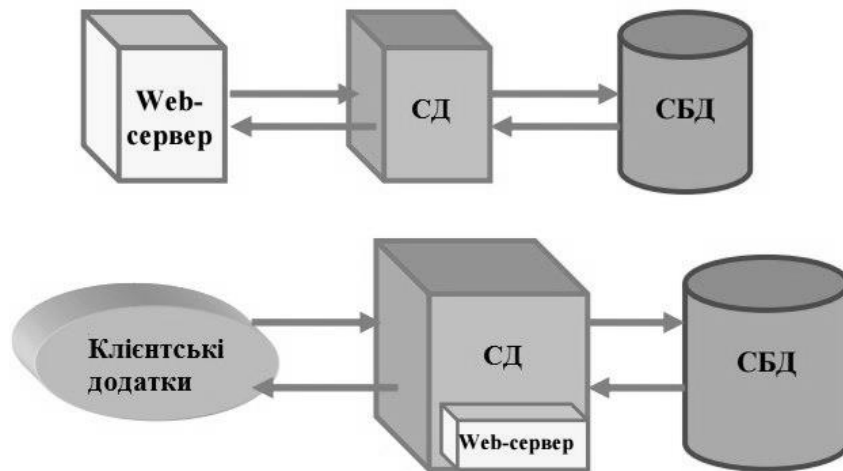 Web-
сервер
СД
СБД
Клієнтські
додатки
СД
Web-сервер
СБД